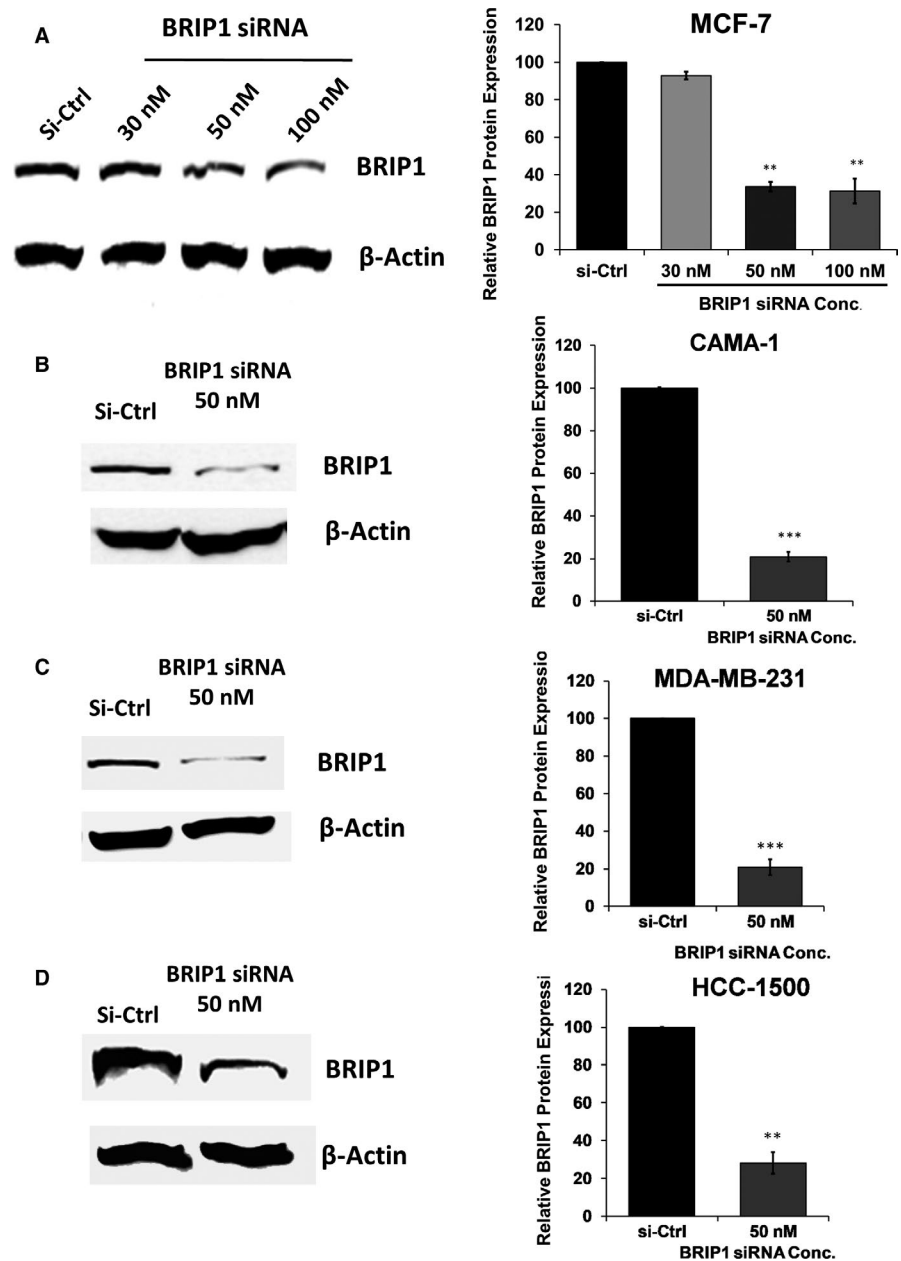 A
BRIP1 siRNA
Si-Ctrl
30 nM
50 nM
100 nM
BRIP1
β-Actin
MCF-7
Relative BRIP1 Protein Expression
120
100
80
60
40
20
0
**
**
si-Ctrl 30 nM 50 nM 100 nM
BRIP1 siRNA Conc.
B
BRIP1 siRNA
50 nM
Si-Ctrl
BRIP1
β-Actin
CAMA-1
Relative BRIP1 Protein Expression
120
100
80
60
40
20
0
***
si-Ctrl 50 nM
BRIP1 siRNA Conc.
C
BRIP1 siRNA
50 nM
Si-Ctrl
BRIP1
β-Actin
MDA-MB-231
Relative BRIP1 Protein Expressio
120
100
80
60
40
20
0
***
si-Ctrl 50 nM
BRIP1 siRNA Conc.
D
BRIP1 siRNA
50 nM
Si-Ctrl
BRIP1
β-Actin
HCC-1500
Relative BRIP1 Protein Expressi
120
100
80
60
40
20
0
**
si-Ctrl 50 nM
BRIP1 siRNA Conc.